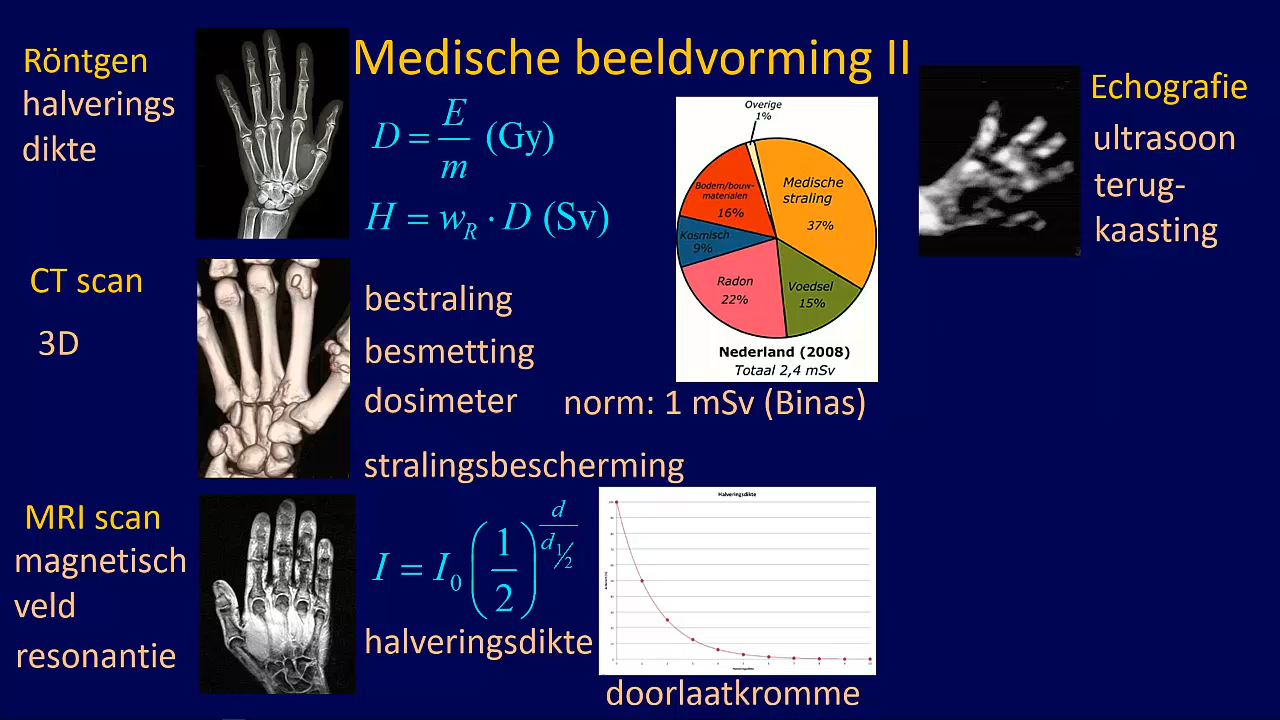 Medische beeldvorming II
Röntgen
halverings
dikte
CT scan
3D
MRI scan
magnetisch
veld
resonantie
D = E/m (Gy)
H = w_R · D (Sv)
bestraling
besmetting
dosimeter
norm: 1 mSv (Binas)
stralingsbescherming
I = I_0 (1/2)^(d/d_½)
halveringsdikte
Overige
1%
Medische
straling
37%
Bodem/bouw-
materialen
16%
Kosmisch
9%
Radon
22%
Voedsel
15%
Nederland (2008)
Totaal 2,4 mSv
Halveringsdikte
doorlaatkromme
Echografie
ultrasoon
terug-
kaasting